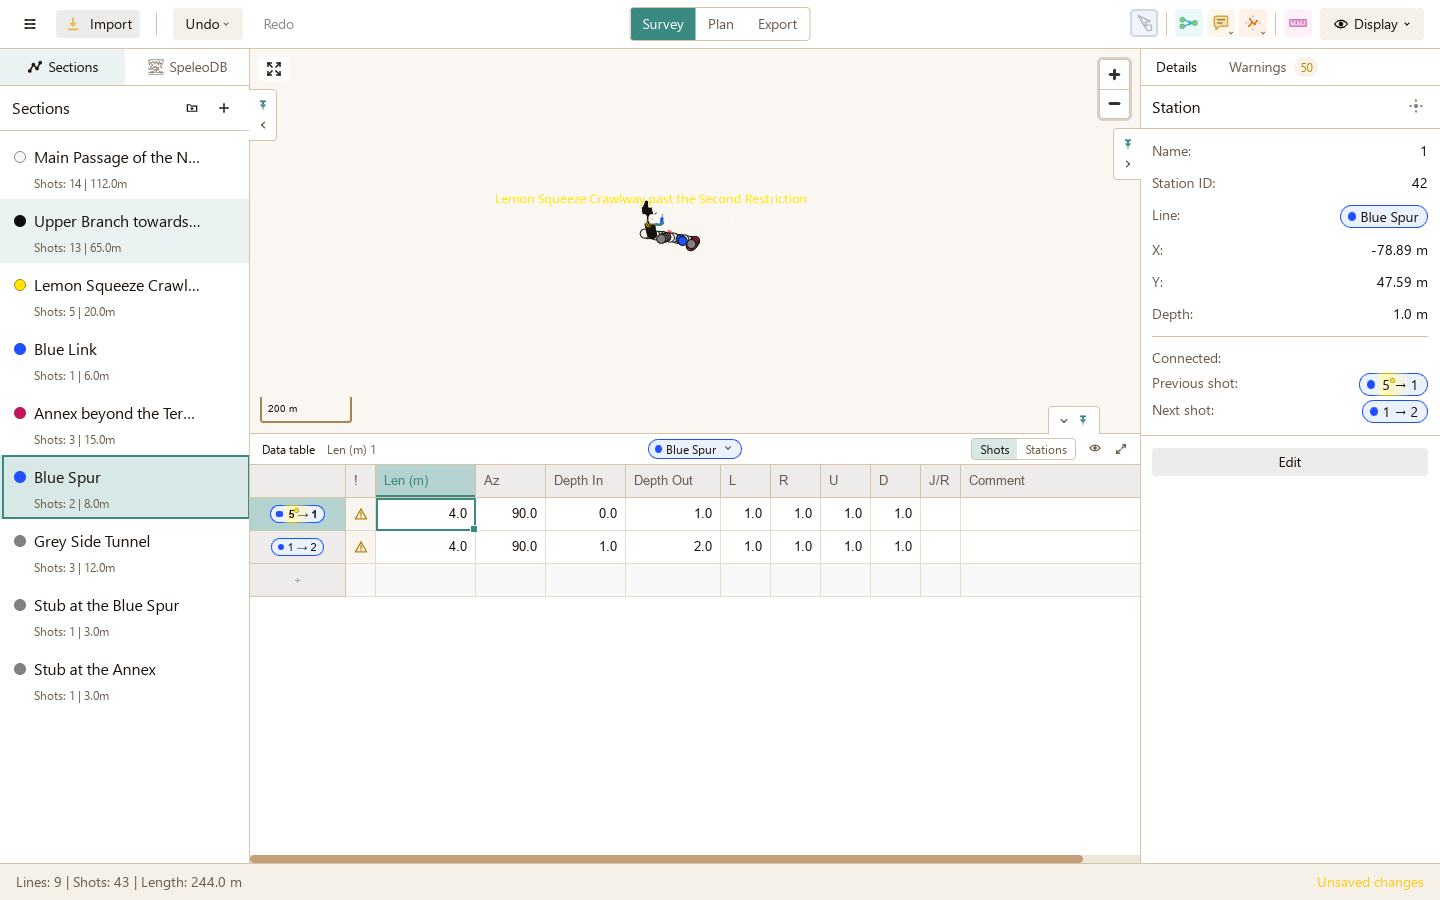 Import
Undo
Redo
Survey
Plan
Export
Display
Sections
SpeleoDB
Sections
Main Passage of the N...
Shots: 14 | 112.0m
Upper Branch towards...
Shots: 13 | 65.0m
Lemon Squeeze Crawl...
Shots: 5 | 20.0m
Blue Link
Shots: 1 | 6.0m
Annex beyond the Ter...
Shots: 3 | 15.0m
Blue Spur
Shots: 2 | 8.0m
Grey Side Tunnel
Shots: 3 | 12.0m
Stub at the Blue Spur
Shots: 1 | 3.0m
Stub at the Annex
Shots: 1 | 3.0m
Lemon Squeeze Crawlway past the Second Restriction
200 m
Data table Len (m) 1
Blue Spur
Shots Stations
! Len (m) Az Depth In Depth Out L R U D J/R Comment
5 → 1 4.0 90.0 0.0 1.0 1.0 1.0 1.0 1.0
1 → 2 4.0 90.0 1.0 2.0 1.0 1.0 1.0 1.0
+
Details
Warnings 50
Station
Name: 1
Station ID: 42
Line: Blue Spur
X: -78.89 m
Y: 47.59 m
Depth: 1.0 m
Connected:
Previous shot: 5 → 1
Next shot: 1 → 2
Edit
Lines: 9 | Shots: 43 | Length: 244.0 m
Unsaved changes